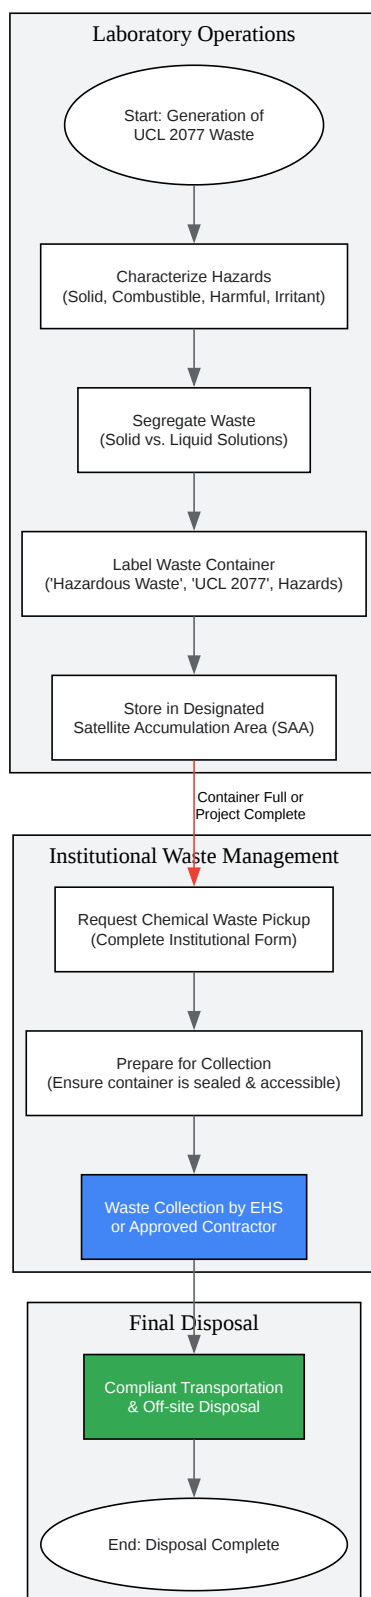 Laboratory Operations
Start: Generation of
UCL 2077 Waste
Characterize Hazards
(Solid, Combustible, Harmful, Irritant)
Segregate Waste
(Solid vs. Liquid Solutions)
Label Waste Container
('Hazardous Waste', 'UCL 2077', Hazards)
Store in Designated
Satellite Accumulation Area (SAA)
Container Full or
Project Complete
Institutional Waste Management
Request Chemical Waste Pickup
(Complete Institutional Form)
Prepare for Collection
(Ensure container is sealed & accessible)
Waste Collection by EHS
or Approved Contractor
Final Disposal
Compliant Transportation
& Off-site Disposal
End: Disposal Complete